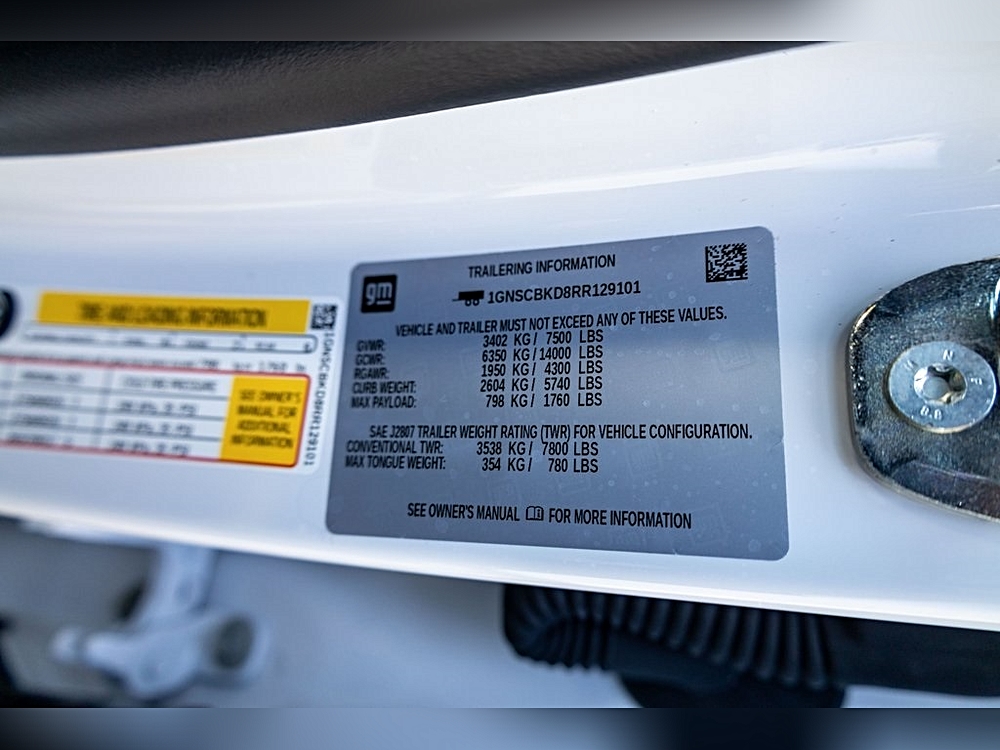 TIRE AND LOADING INFORMATION
SEE OWNER'S
MANUAL FOR
ADDITIONAL
INFORMATION
1GNSCBKD8RR129101
gm
TRAILERING INFORMATION
1GNSCBKD8RR129101
VEHICLE AND TRAILER MUST NOT EXCEED ANY OF THESE VALUES.
GVWR: 3402 KG / 7500 LBS
GCWR: 6350 KG / 14000 LBS
RGAWR: 1950 KG / 4300 LBS
CURB WEIGHT: 2604 KG / 5740 LBS
MAX PAYLOAD: 798 KG / 1760 LBS
SAE J2807 TRAILER WEIGHT RATING (TWR) FOR VEHICLE CONFIGURATION.
CONVENTIONAL TWR: 3538 KG / 7800 LBS
MAX TONGUE WEIGHT: 354 KG / 780 LBS
SEE OWNER'S MANUAL FOR MORE INFORMATION
8.8